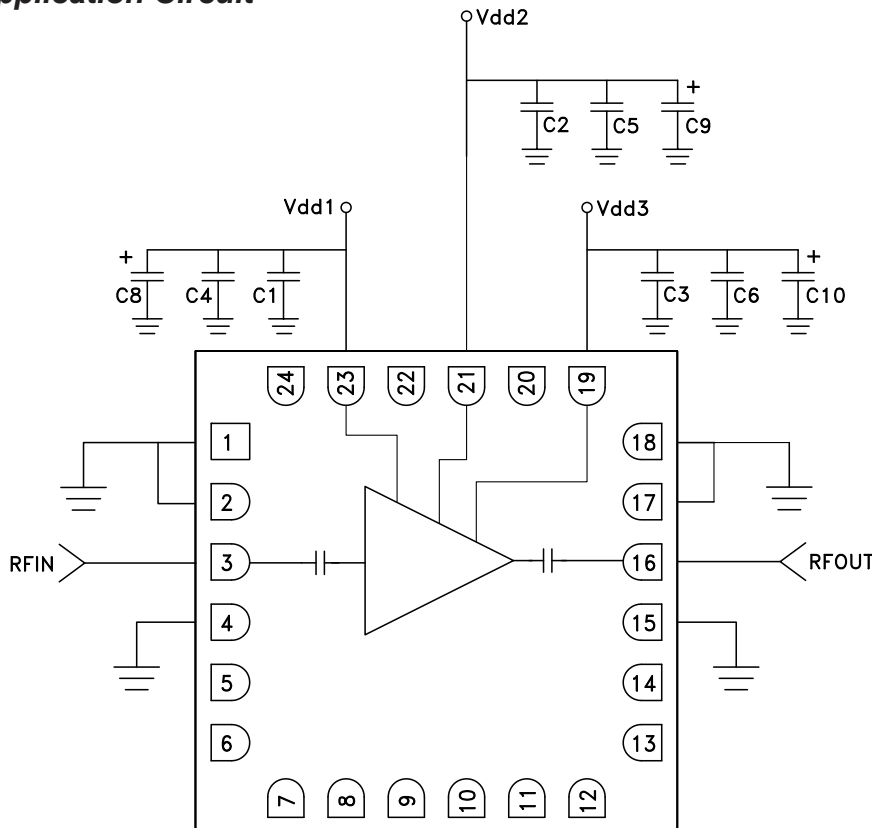 Application Circuit
Vdd2
+
C2 C5 C9
Vdd1
Vdd3
+
C8 C4 C1
+
C3 C6 C10
24 23 22 21 20 19
1
18
2
17
RFIN
3
16
RFOUT
4
15
5
14
6
13
7 8 9 10 11 12